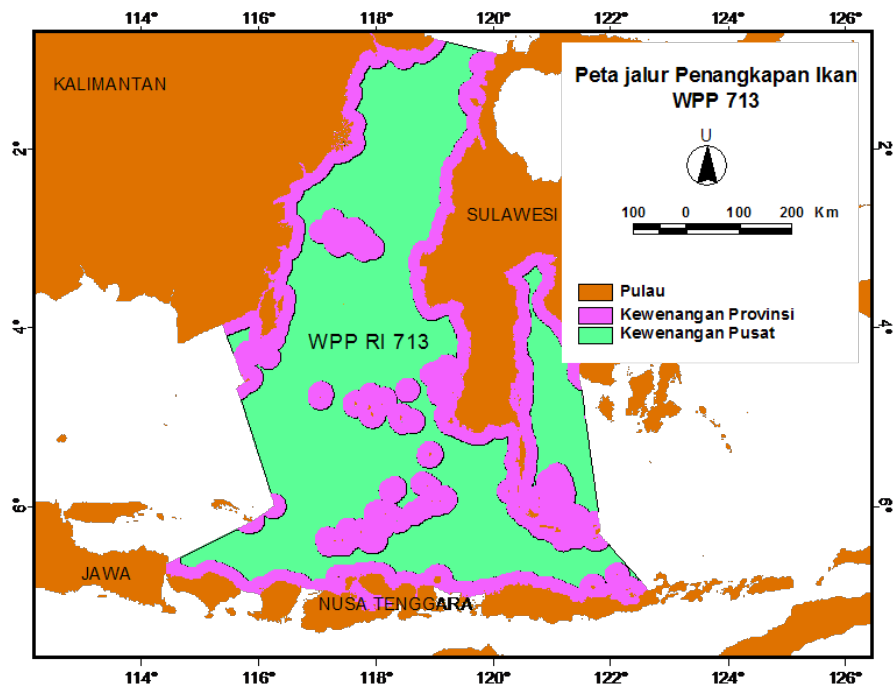 114° 116° 118° 120° 122° 124° 126°
KALIMANTAN
Peta jalur Penangkapan Ikan
WPP 713
U
2° 2°
SULAWESI
100 0 100 200 Km
Pulau
Kewenangan Provinsi
Kewenangan Pusat
4° 4°
WPP RI 713
6° 6°
JAWA
NUSA TENGGARA
114° 116° 118° 120° 122° 124° 126°